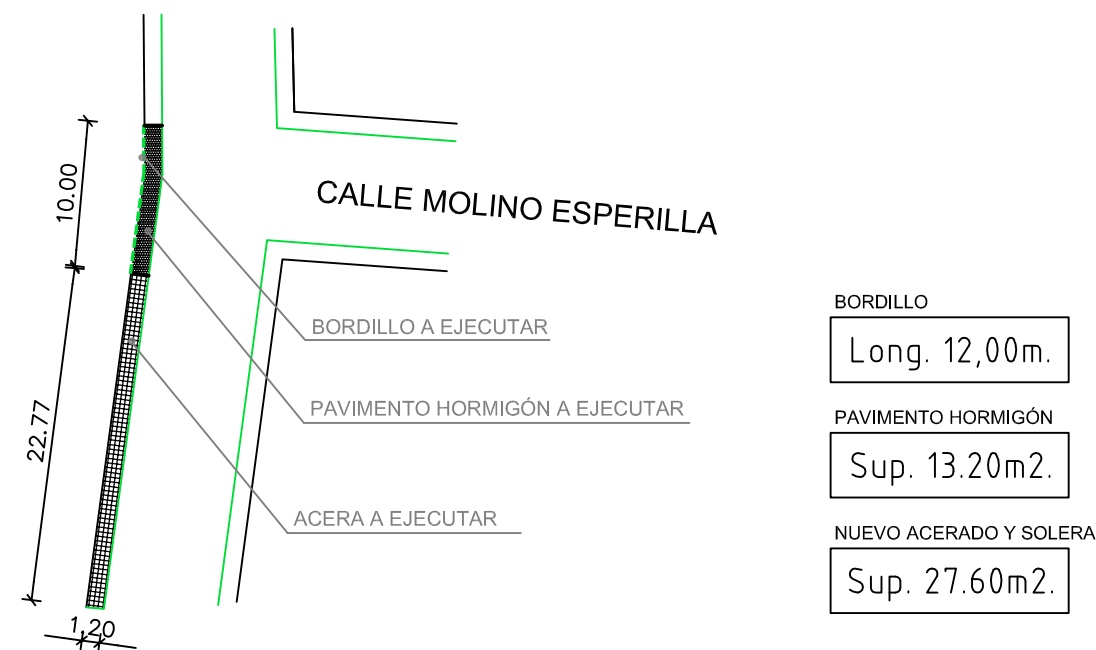 10.00
CALLE MOLINO ESPERILLA
BORDILLO A EJECUTAR
PAVIMENTO HORMIGÓN A EJECUTAR
22.77
ACERA A EJECUTAR
1,20
BORDILLO
Long. 12,00m.
PAVIMENTO HORMIGÓN
Sup. 13.20m2.
NUEVO ACERADO Y SOLERA
Sup. 27.60m2.